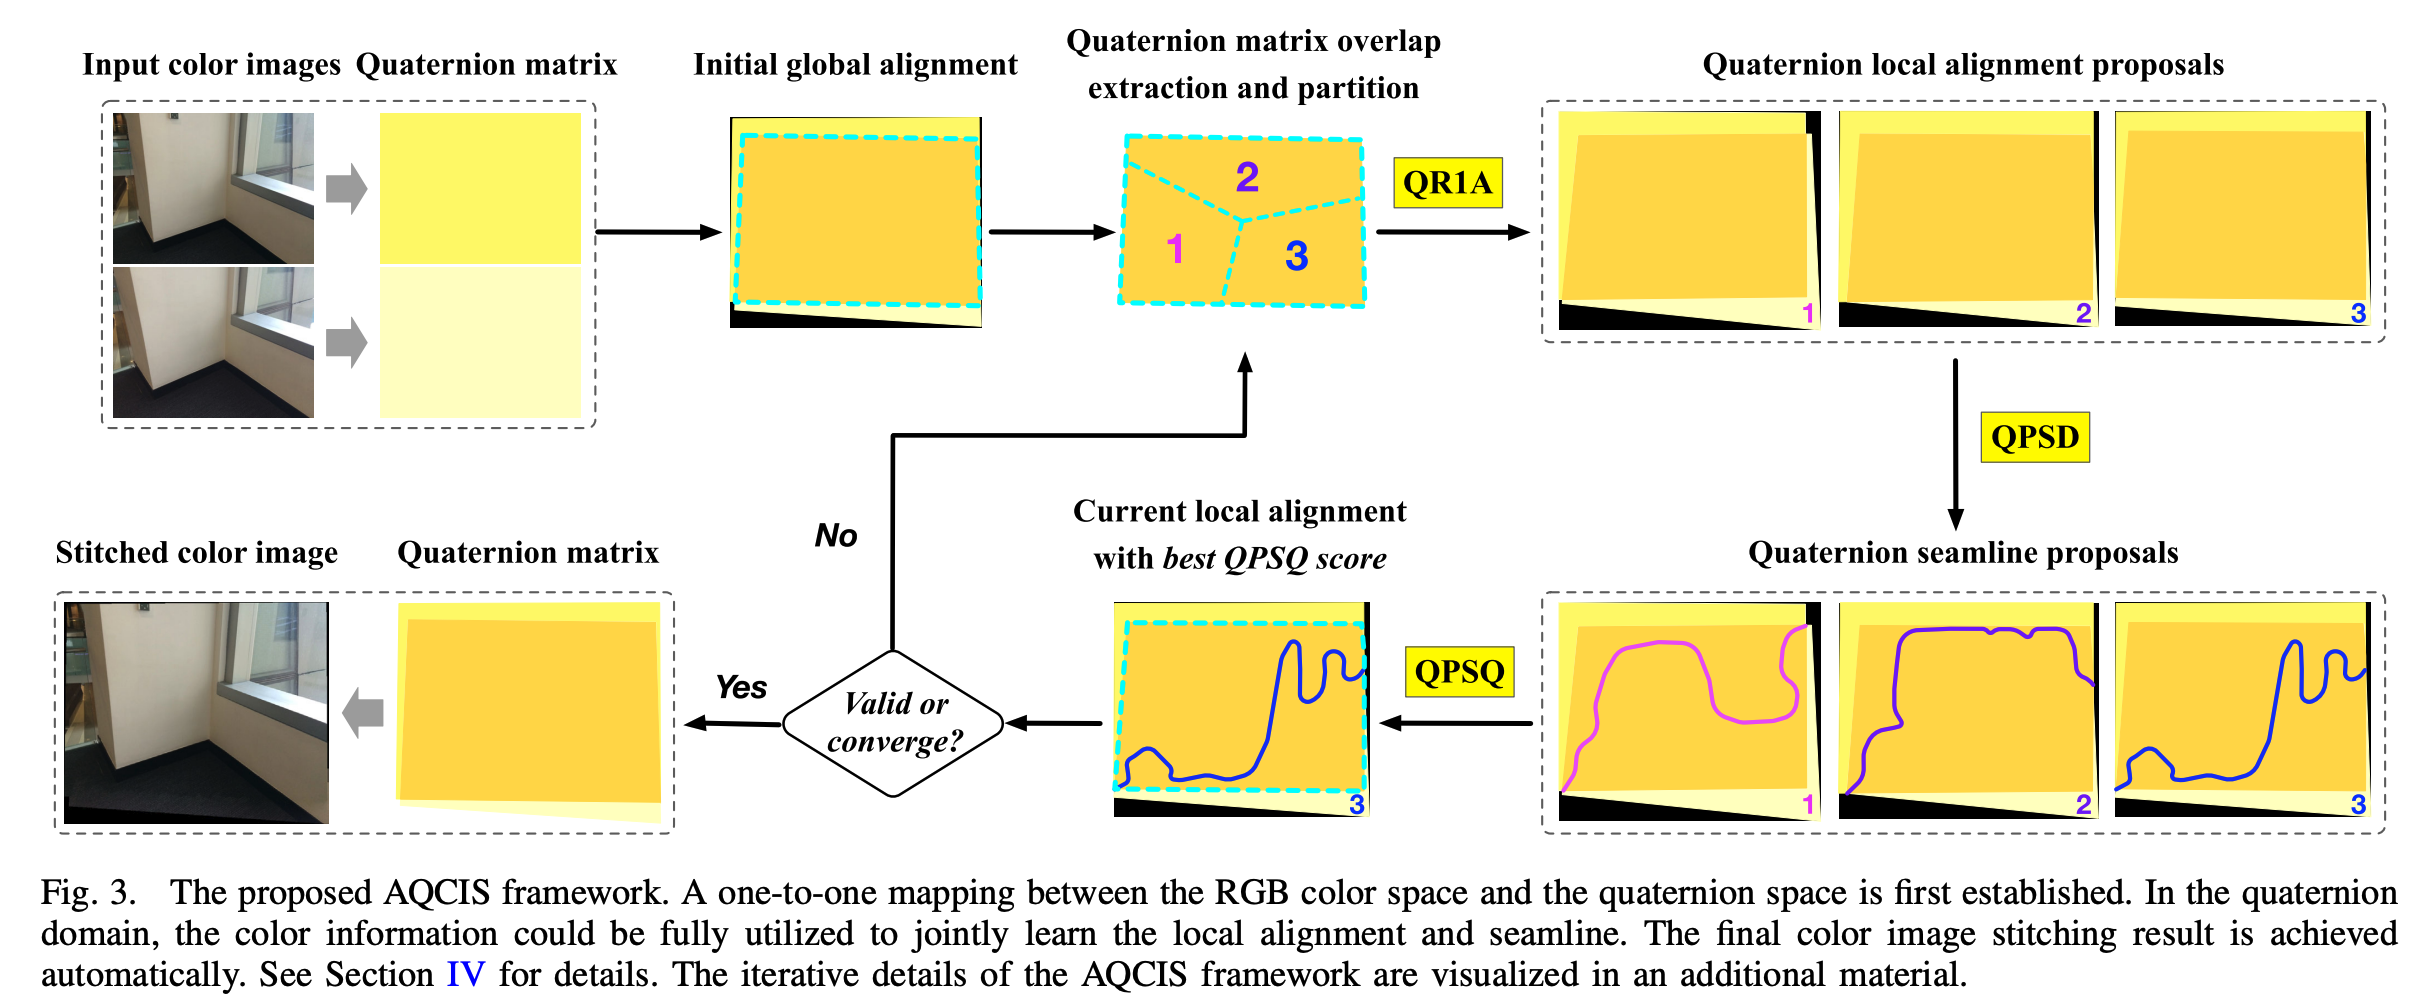 Input color images
Quaternion matrix
Initial global alignment
Quaternion matrix overlap
extraction and partition
Quaternion local alignment proposals
2
1
3
QR1A
1
2
3
QPSD
No
Current local alignment
with best QPSQ score
Quaternion seamline proposals
Stitched color image
Quaternion matrix
Yes
Valid or
converge?
3
QPSQ
1
2
3
Fig. 3. The proposed AQCIS framework. A one-to-one mapping between the RGB color space and the quaternion space is first established. In the quaternion
domain, the color information could be fully utilized to jointly learn the local alignment and seamline. The final color image stitching result is achieved
automatically. See Section IV for details. The iterative details of the AQCIS framework are visualized in an additional material.